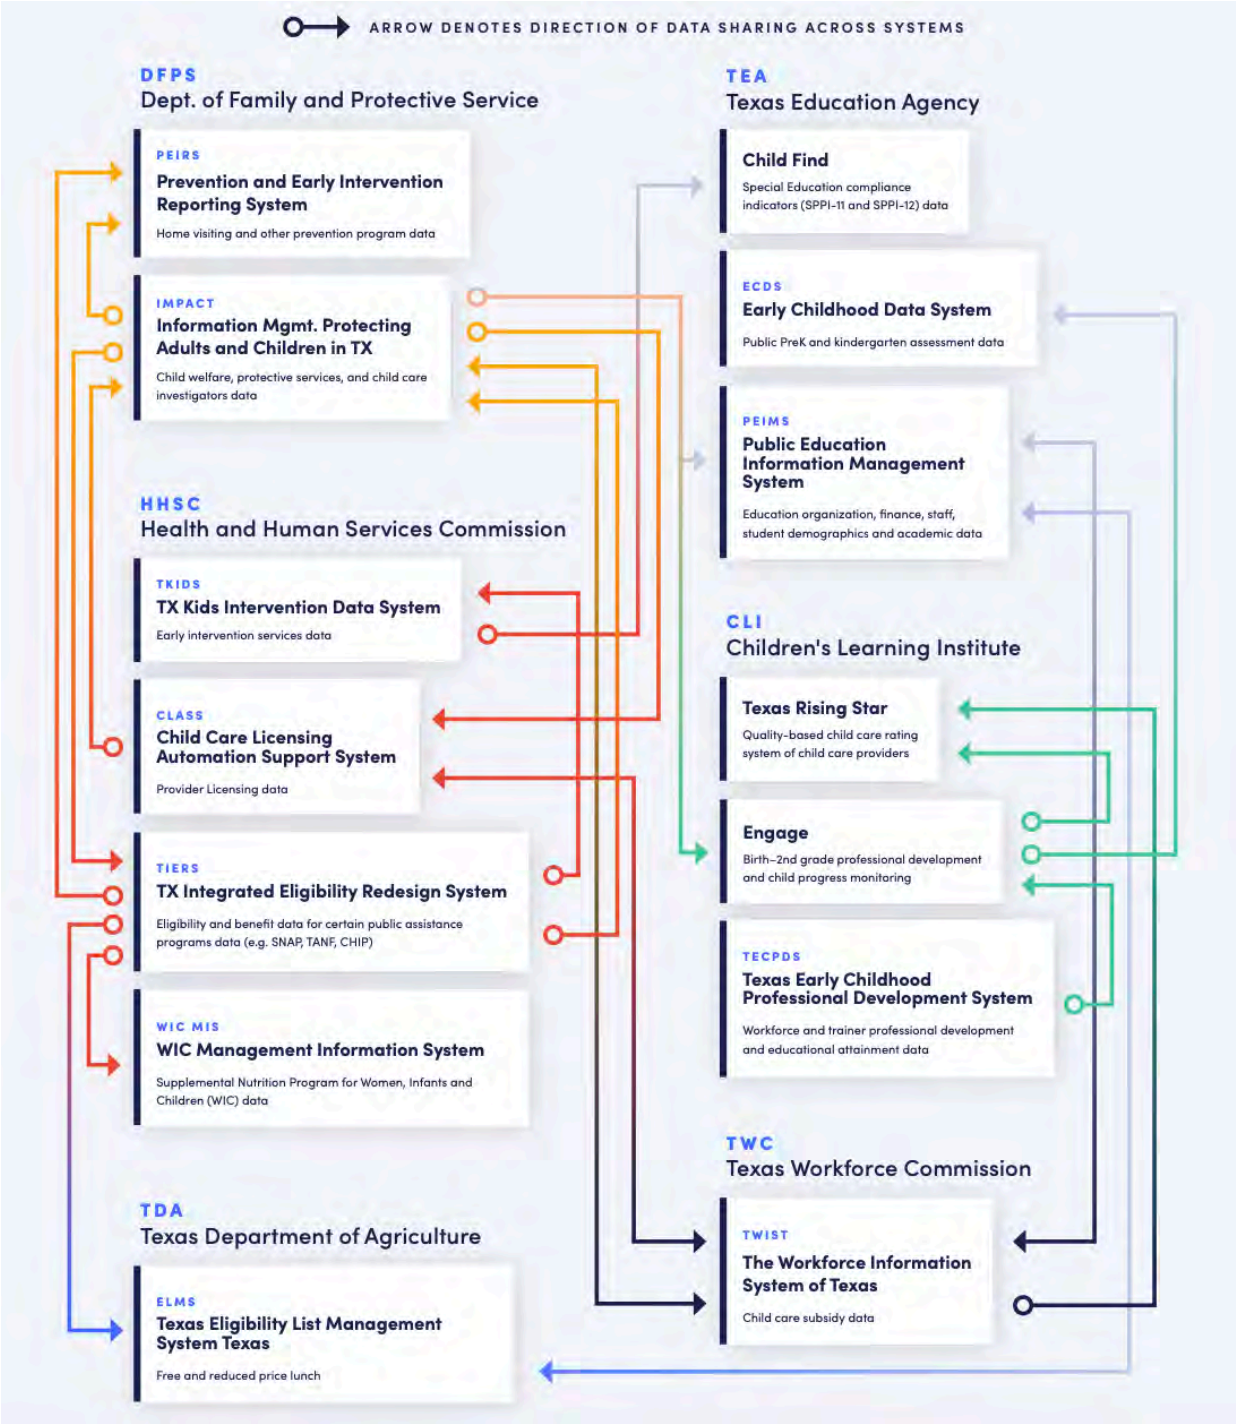 ARROW DENOTES DIRECTION OF DATA SHARING ACROSS SYSTEMS
DFPS
Dept. of Family and Protective Service
PEIRS
Prevention and Early Intervention
Reporting System
Home visiting and other prevention program data
IMPACT
Information Mgmt. Protecting
Adults and Children in TX
Child welfare, protective services, and child care
investigators data
HHSC
Health and Human Services Commission
TKIDS
TX Kids Intervention Data System
Early intervention services data
CLASS
Child Care Licensing
Automation Support System
Provider Licensing data
TIERS
TX Integrated Eligibility Redesign System
Eligibility and benefit data for certain public assistance
programs data (e.g. SNAP, TANF, CHIP)
WIC MIS
WIC Management Information System
Supplemental Nutrition Program for Women, Infants and
Children (WIC) data
TDA
Texas Department of Agriculture
ELMS
Texas Eligibility List Management
System Texas
Free and reduced price lunch
TEA
Texas Education Agency
Child Find
Special Education compliance
indicators (SPPI-11 and SPPI-12) data
ECDS
Early Childhood Data System
Public PreK and kindergarten assessment data
PEIMS
Public Education
Information Management
System
Education organization, finance, staff,
student demographics and academic data
CLI
Children's Learning Institute
Texas Rising Star
Quality-based child care rating
system of child care providers
Engage
Birth–2nd grade professional development
and child progress monitoring
TECPDS
Texas Early Childhood
Professional Development System
Workforce and trainer professional development
and educational attainment data
TWC
Texas Workforce Commission
TWIST
The Workforce Information
System of Texas
Child care subsidy data